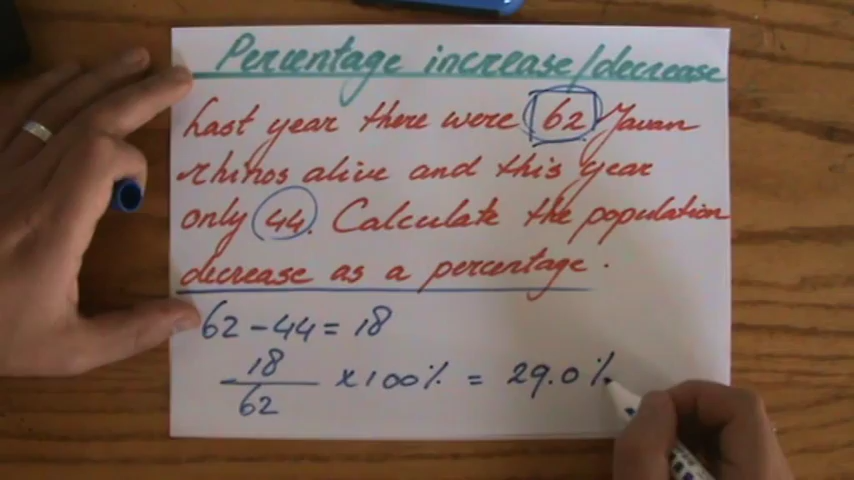 Percentage increase/decrease
Last year there were 62 Javan
rhinos alive and this year
only 44. Calculate the population
decrease as a percentage.
62 - 44 = 18
18
62
x 100% = 29.0%